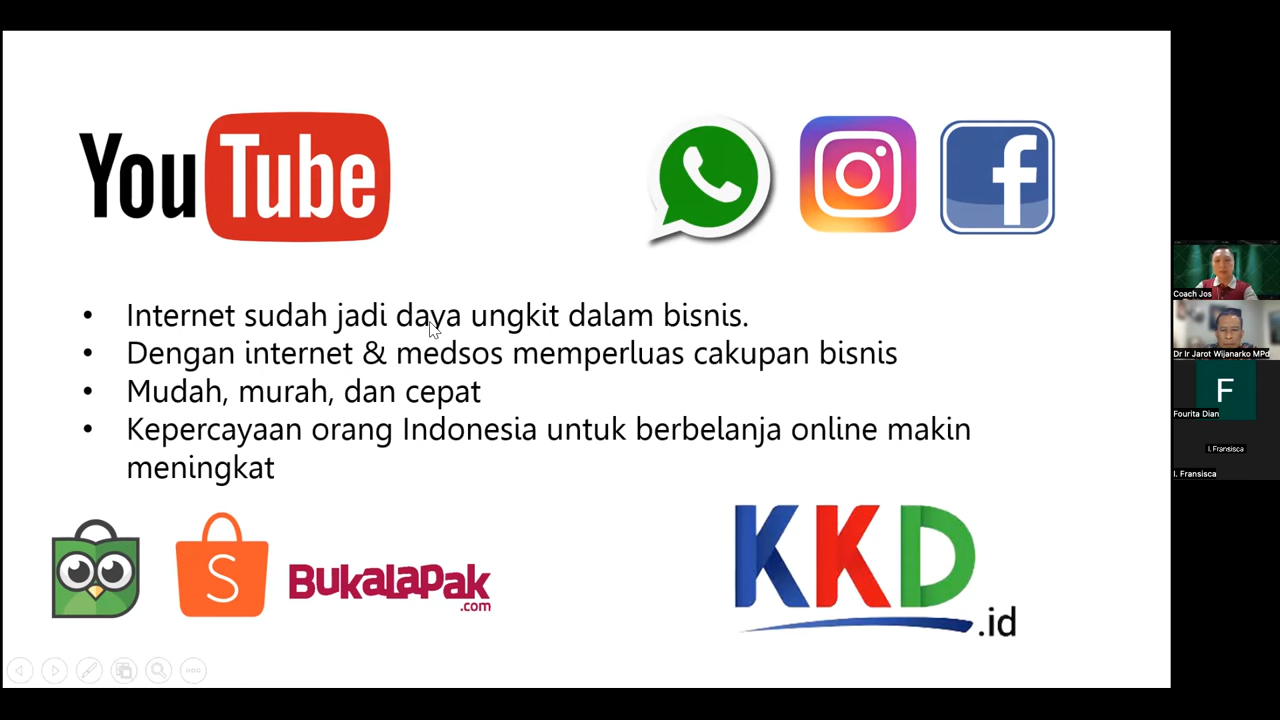 YouTube
• Internet sudah jadi daya ungkit dalam bisnis.
• Dengan internet & medsos memperluas cakupan bisnis
• Mudah, murah, dan cepat
• Kepercayaan orang Indonesia untuk berbelanja online makin
meningkat
S
BukaLaPak
.com
KKD
.id
Coach Jos
Dr Ir Jarot Wijanarko MPd
F
Fourita Dian
I. Fransisca
I. Fransisca